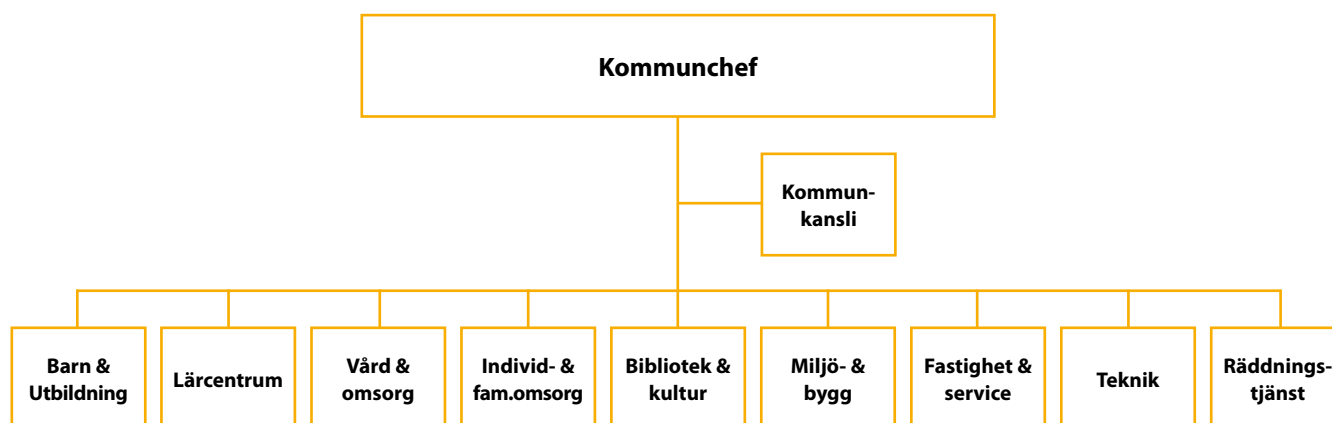 Kommunchef
Kommun-
kansli
Barn &
Utbildning
Lärcentrum
Vård &
omsorg
Individ- &
fam.omsorg
Bibliotek &
kultur
Miljö- &
bygg
Fastighet &
service
Teknik
Räddnings-
tjänst